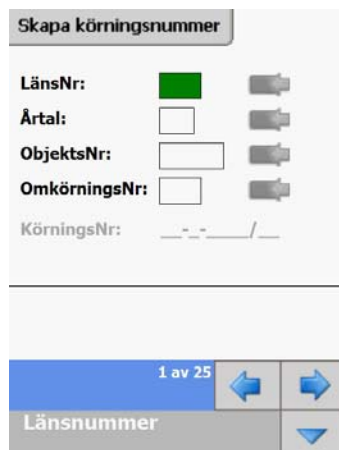 Skapa körningsnummer
LänsNr:
Årtal:
ObjektsNr:
OmkörningsNr:
KörningsNr: __-_-____/__
1 av 25
Länsnummer